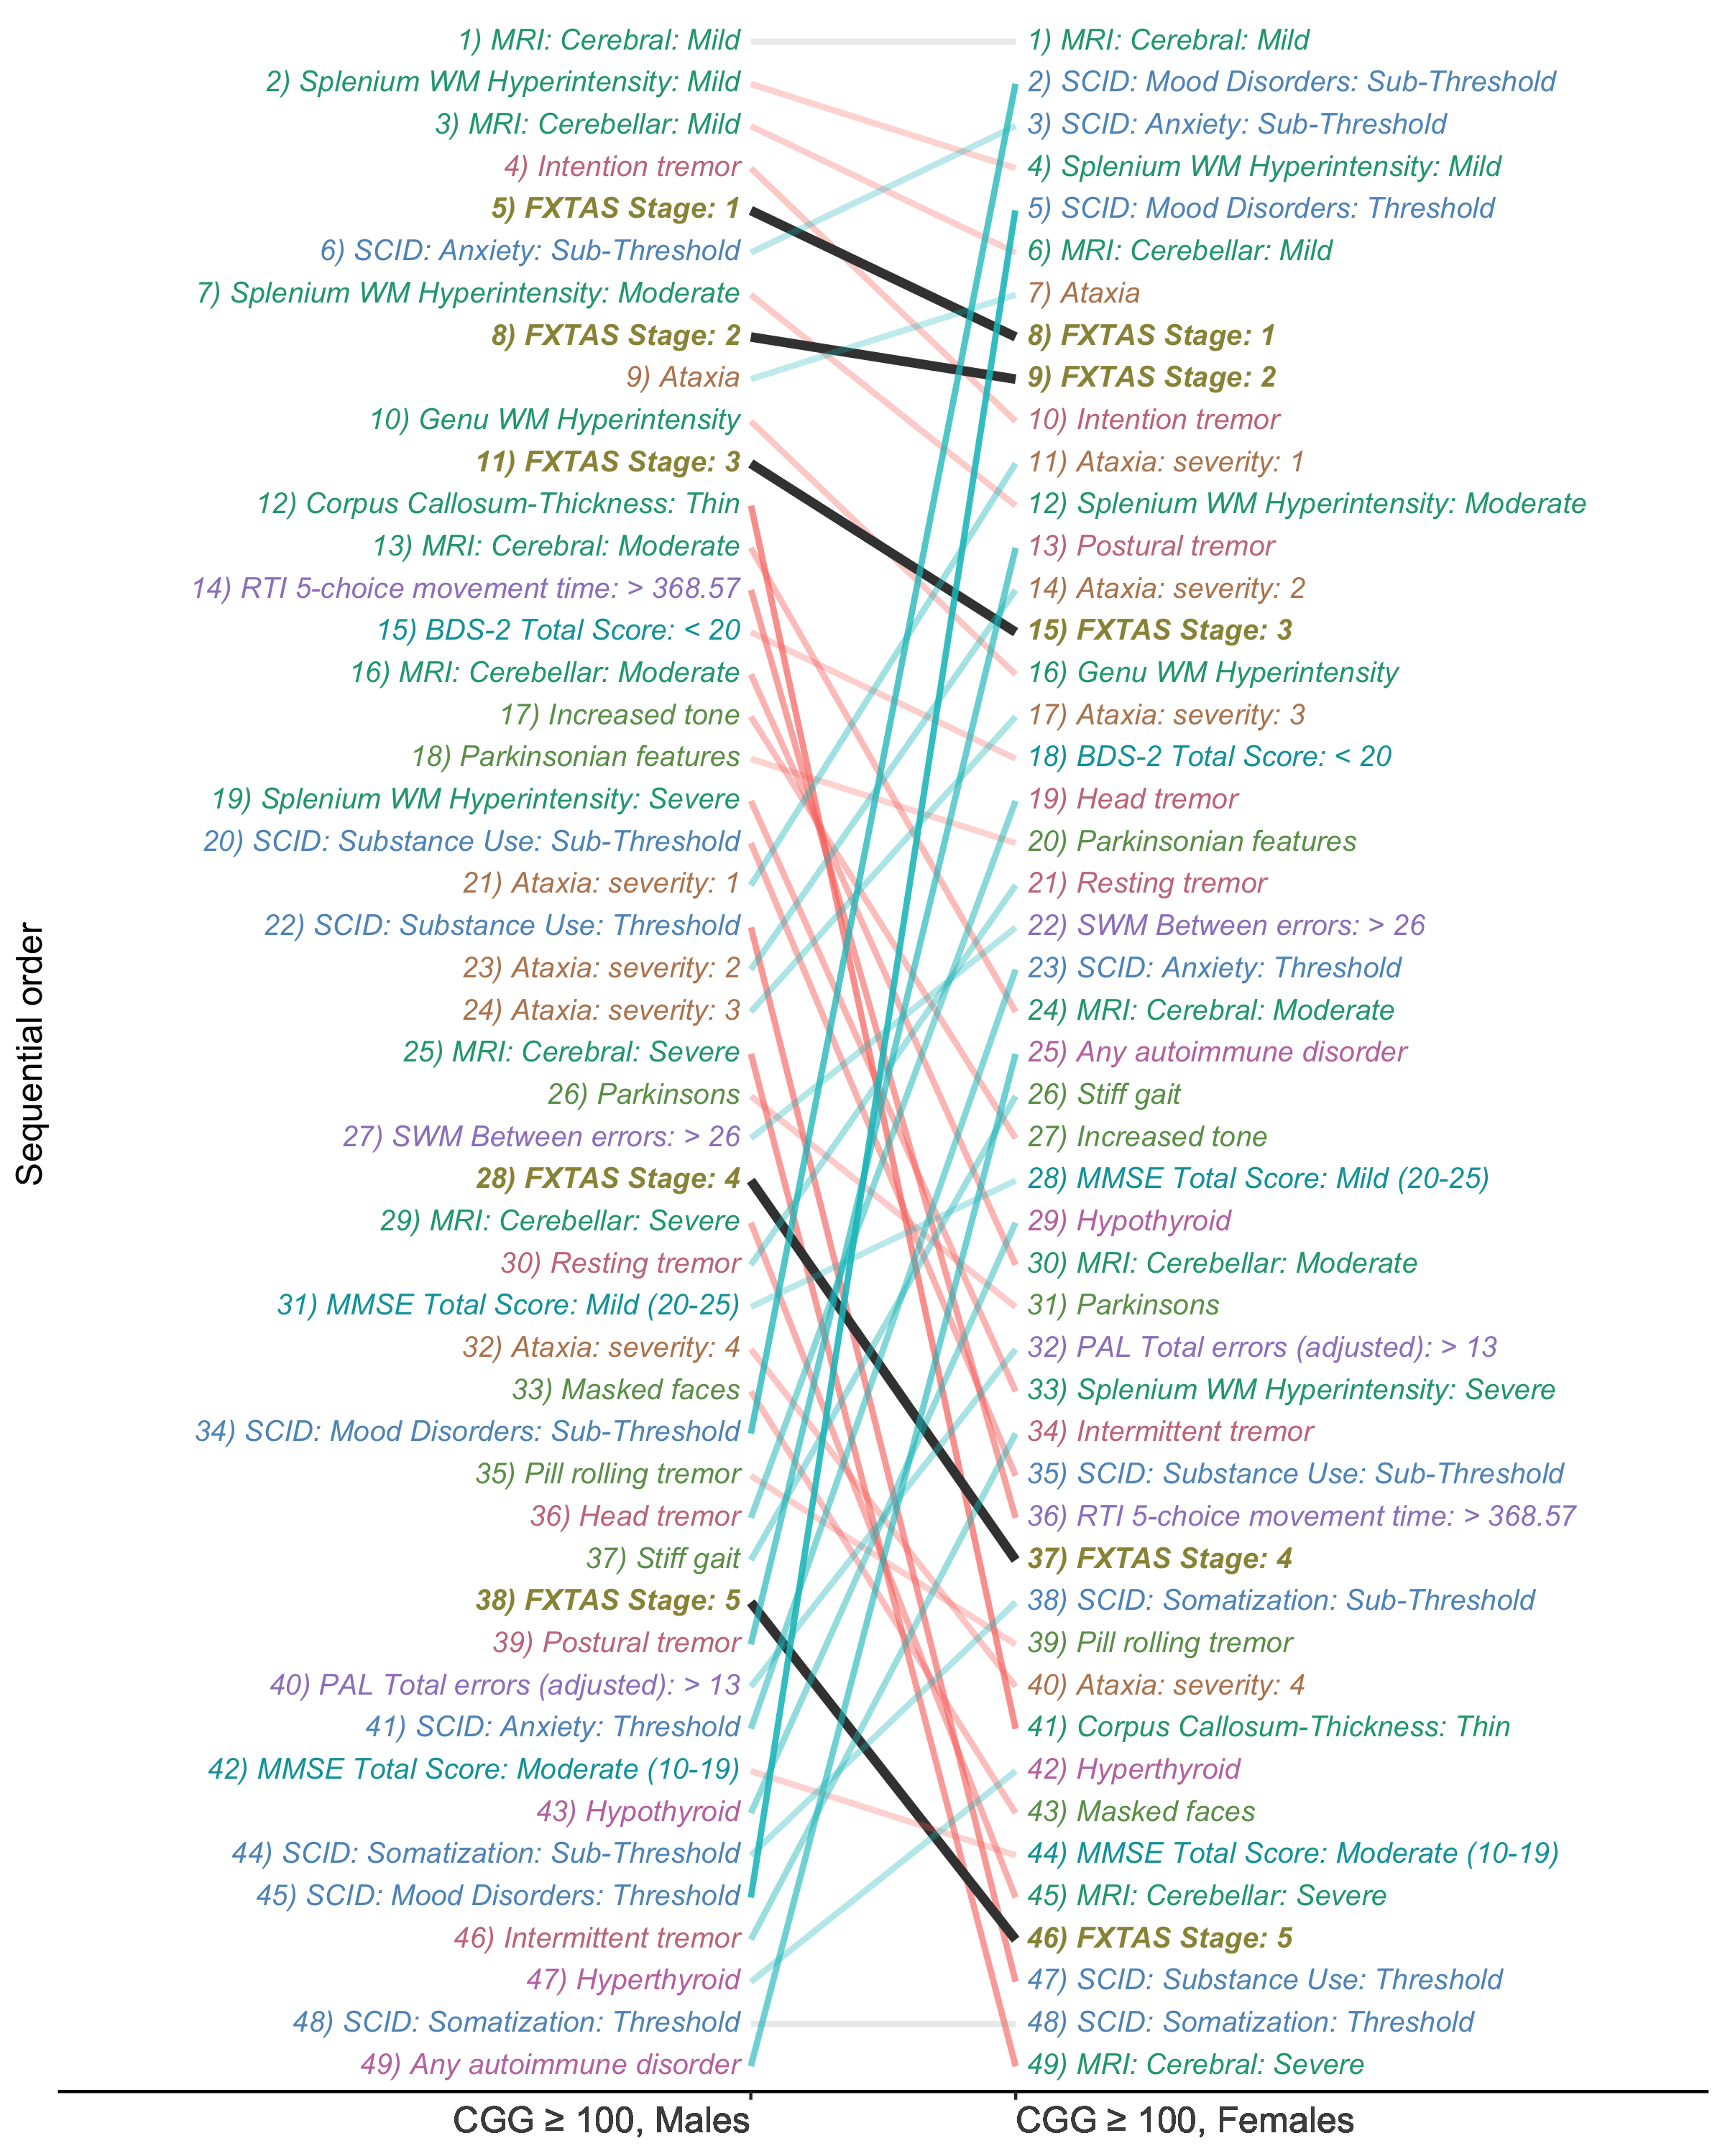 Sequential order
1) MRI: Cerebral: Mild
2) Splenium WM Hyperintensity: Mild
3) MRI: Cerebellar: Mild
4) Intention tremor
5) FXTAS Stage: 1
6) SCID: Anxiety: Sub-Threshold
7) Splenium WM Hyperintensity: Moderate
8) FXTAS Stage: 2
9) Ataxia
10) Genu WM Hyperintensity
11) FXTAS Stage: 3
12) Corpus Callosum-Thickness: Thin
13) MRI: Cerebral: Moderate
14) RTI 5-choice movement time: > 368.57
15) BDS-2 Total Score: < 20
16) MRI: Cerebellar: Moderate
17) Increased tone
18) Parkinsonian features
19) Splenium WM Hyperintensity: Severe
20) SCID: Substance Use: Sub-Threshold
21) Ataxia: severity: 1
22) SCID: Substance Use: Threshold
23) Ataxia: severity: 2
24) Ataxia: severity: 3
25) MRI: Cerebral: Severe
26) Parkinsons
27) SWM Between errors: > 26
28) FXTAS Stage: 4
29) MRI: Cerebellar: Severe
30) Resting tremor
31) MMSE Total Score: Mild (20-25)
32) Ataxia: severity: 4
33) Masked faces
34) SCID: Mood Disorders: Sub-Threshold
35) Pill rolling tremor
36) Head tremor
37) Stiff gait
38) FXTAS Stage: 5
39) Postural tremor
40) PAL Total errors (adjusted): > 13
41) SCID: Anxiety: Threshold
42) MMSE Total Score: Moderate (10-19)
43) Hypothyroid
44) SCID: Somatization: Sub-Threshold
45) SCID: Mood Disorders: Threshold
46) Intermittent tremor
47) Hyperthyroid
48) SCID: Somatization: Threshold
49) Any autoimmune disorder
CGG ≥ 100, Males
1) MRI: Cerebral: Mild
2) SCID: Mood Disorders: Sub-Threshold
3) SCID: Anxiety: Sub-Threshold
4) Splenium WM Hyperintensity: Mild
5) SCID: Mood Disorders: Threshold
6) MRI: Cerebellar: Mild
7) Ataxia
8) FXTAS Stage: 1
9) FXTAS Stage: 2
10) Intention tremor
11) Ataxia: severity: 1
12) Splenium WM Hyperintensity: Moderate
13) Postural tremor
14) Ataxia: severity: 2
15) FXTAS Stage: 3
16) Genu WM Hyperintensity
17) Ataxia: severity: 3
18) BDS-2 Total Score: < 20
19) Head tremor
20) Parkinsonian features
21) Resting tremor
22) SWM Between errors: > 26
23) SCID: Anxiety: Threshold
24) MRI: Cerebral: Moderate
25) Any autoimmune disorder
26) Stiff gait
27) Increased tone
28) MMSE Total Score: Mild (20-25)
29) Hypothyroid
30) MRI: Cerebellar: Moderate
31) Parkinsons
32) PAL Total errors (adjusted): > 13
33) Splenium WM Hyperintensity: Severe
34) Intermittent tremor
35) SCID: Substance Use: Sub-Threshold
36) RTI 5-choice movement time: > 368.57
37) FXTAS Stage: 4
38) SCID: Somatization: Sub-Threshold
39) Pill rolling tremor
40) Ataxia: severity: 4
41) Corpus Callosum-Thickness: Thin
42) Hyperthyroid
43) Masked faces
44) MMSE Total Score: Moderate (10-19)
45) MRI: Cerebellar: Severe
46) FXTAS Stage: 5
47) SCID: Substance Use: Threshold
48) SCID: Somatization: Threshold
49) MRI: Cerebral: Severe
CGG ≥ 100, Females